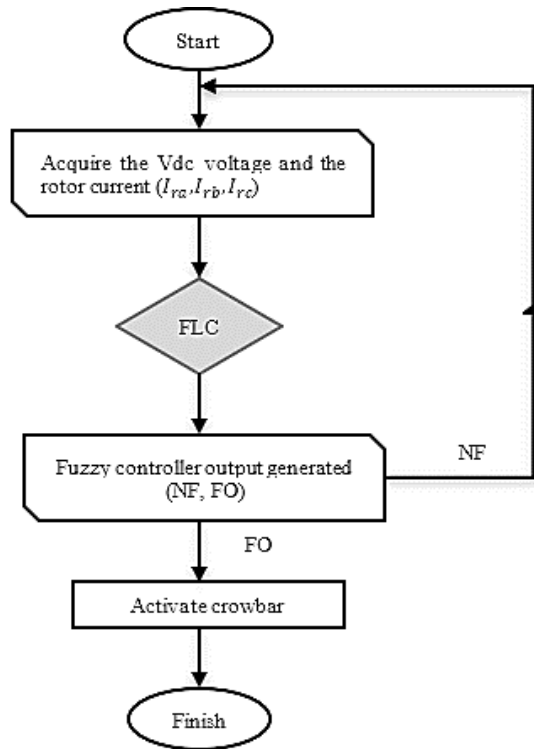 Start
Acquire the Vdc voltage and the
rotor current (Ira,Irb,Irc)
FLC
Fuzzy controller output generated
(NF, FO)
NF
FO
Activate crowbar
Finish